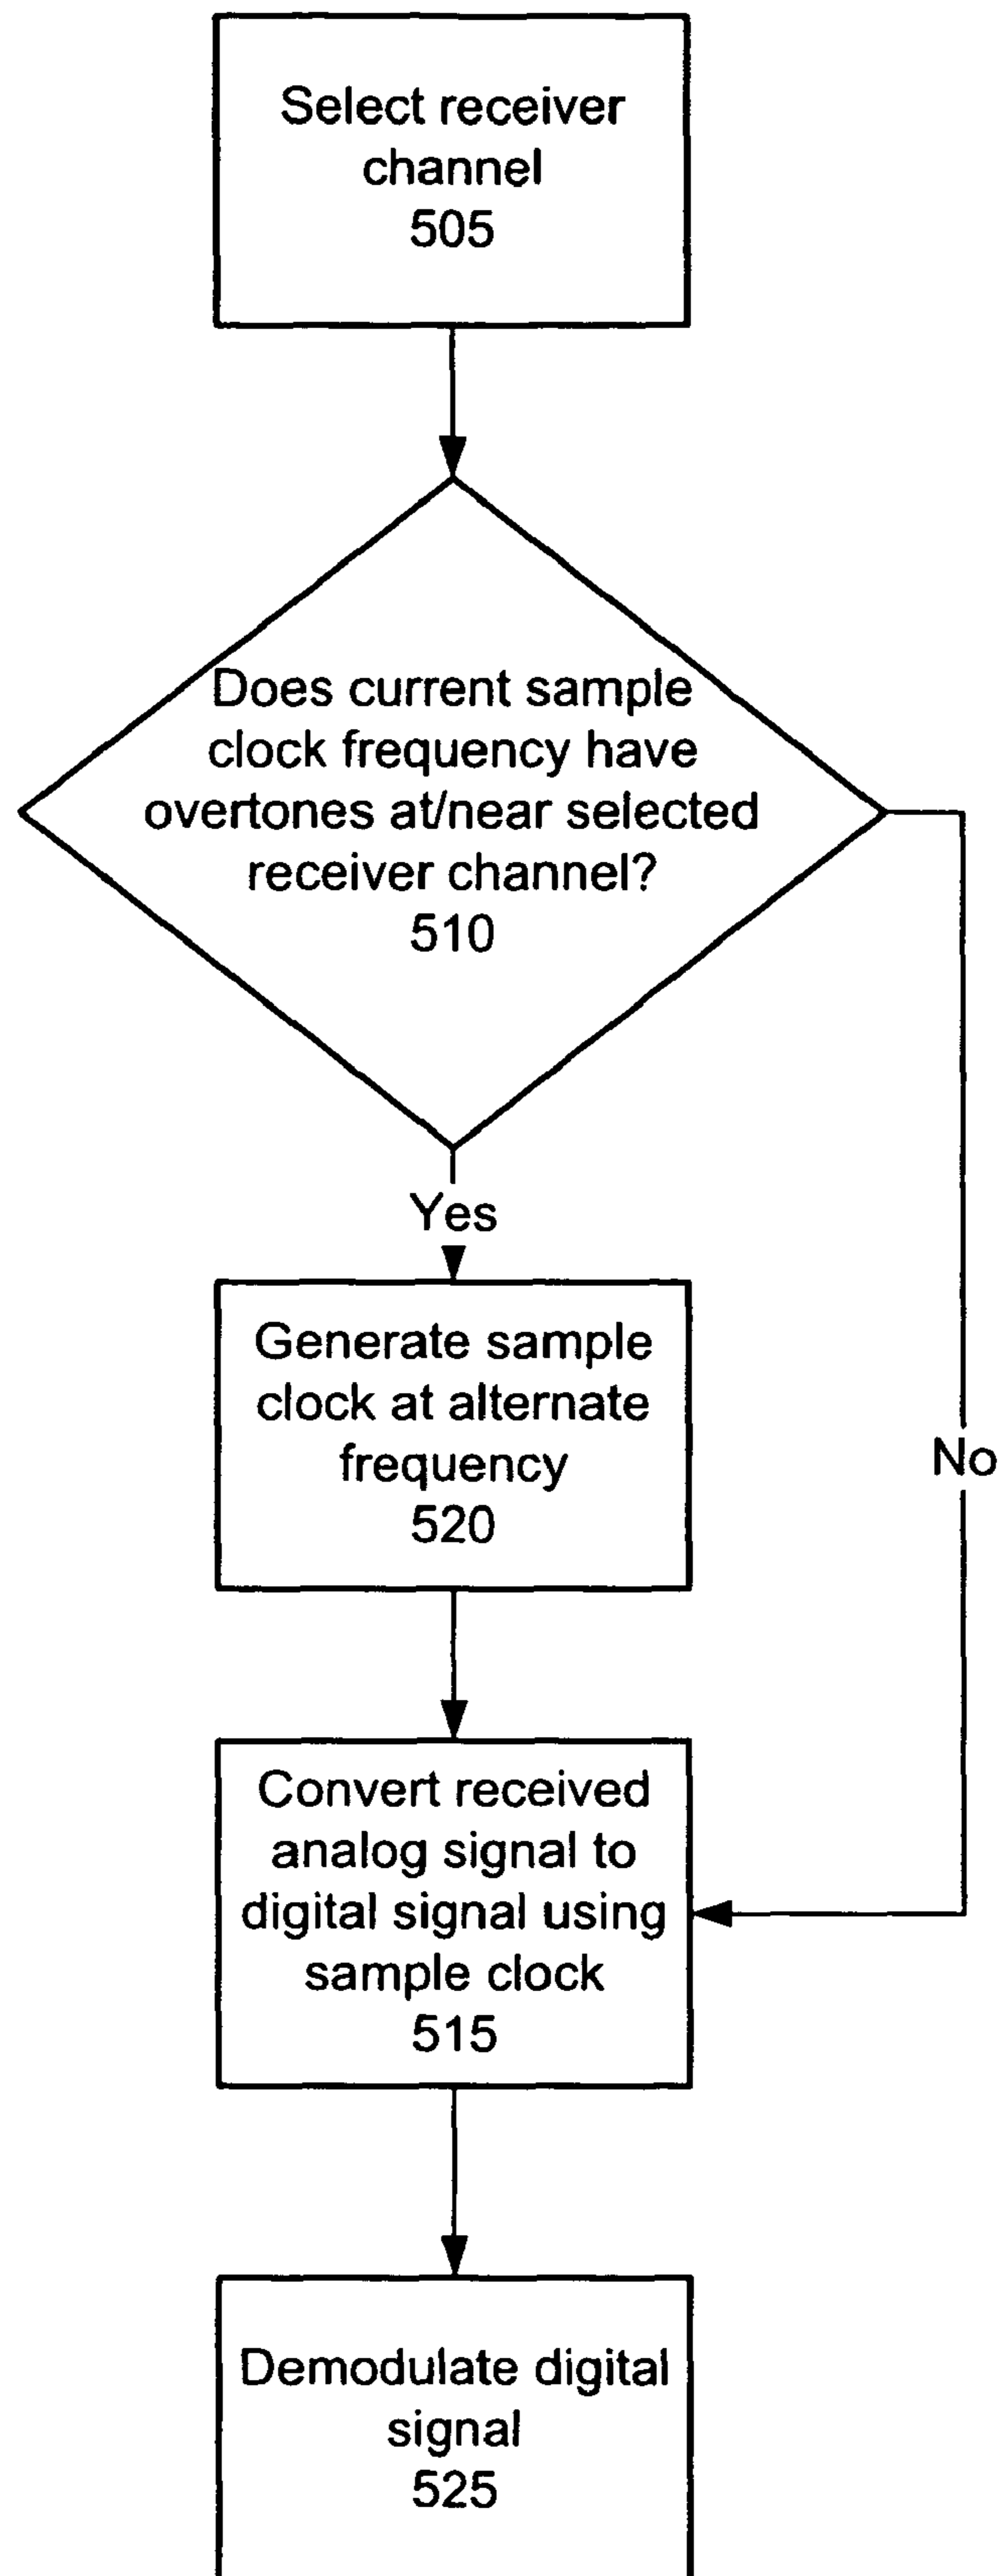 Select receiver
channel
505
Does current sample
clock frequency have
overtones at/near selected
receiver channel?
510
Yes
Generate sample
clock at alternate
frequency
520
No
Convert received
analog signal to
digital signal using
sample clock
515
Demodulate digital
signal
525